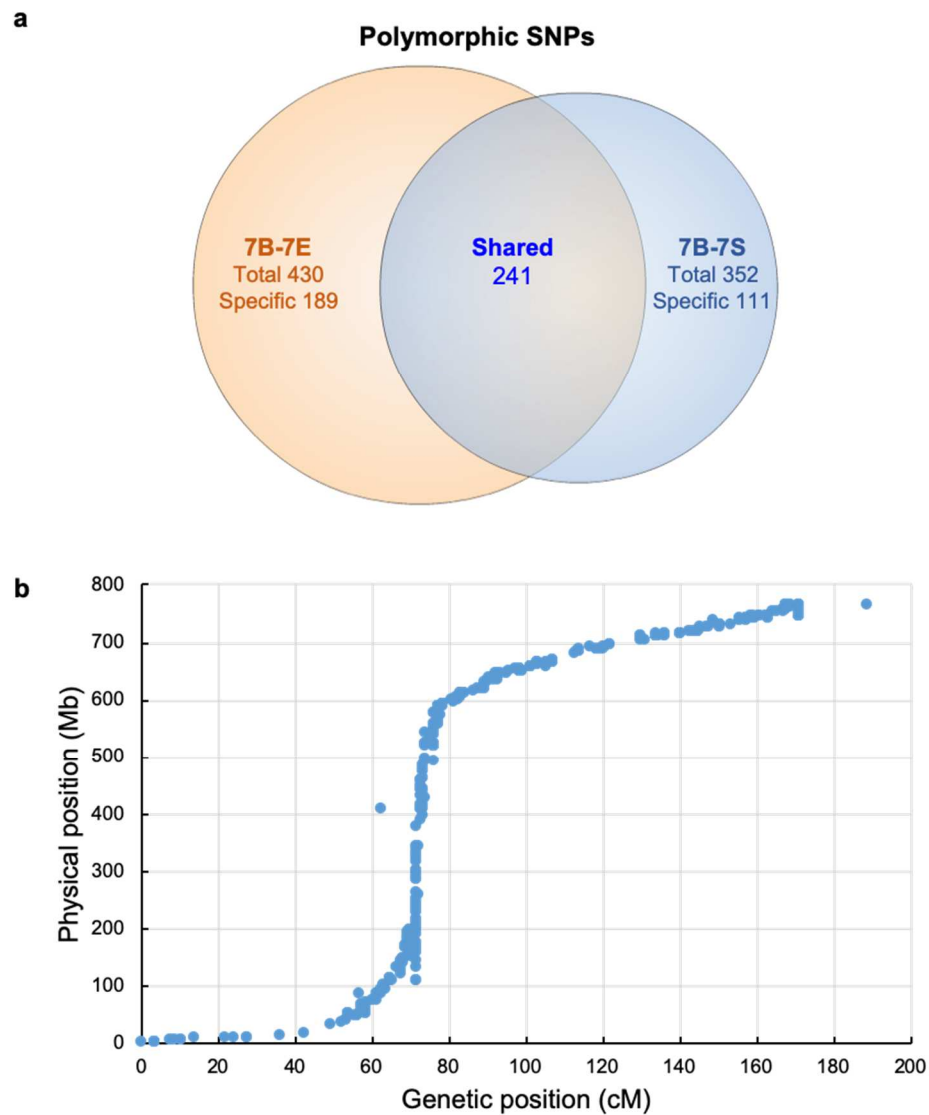 a
Polymorphic SNPs
7B-7E
Total 430
Specific 189
Shared
241
7B-7S
Total 352
Specific 111
b
Physical position (Mb)
800
700
600
500
400
300
200
100
0
0 20 40 60 80 100 120 140 160 180 200
Genetic position (cM)